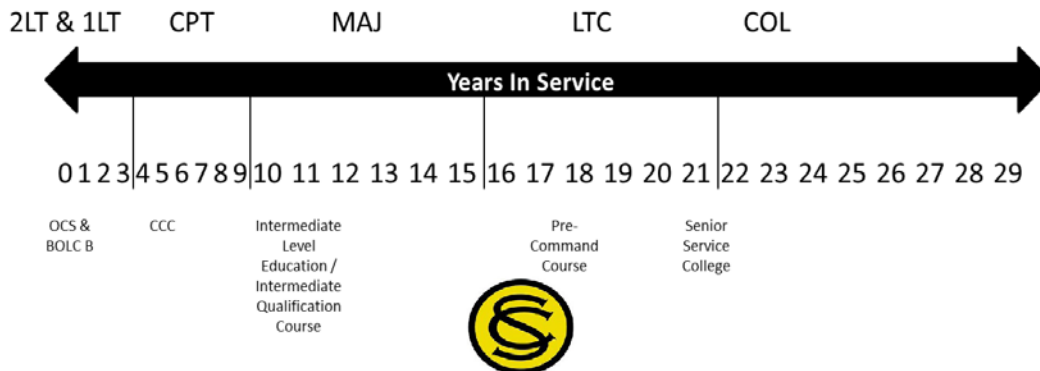 2LT & 1LT CPT MAJ LTC COL
Years In Service
0 1 2 3 4 5 6 7 8 9 10 11 12 13 14 15 16 17 18 19 20 21 22 23 24 25 26 27 28 29
OCS &
BOLC B
CCC
Intermediate
Level
Education /
Intermediate
Qualification
Course
Pre-
Command
Course
Senior
Service
College
OCS